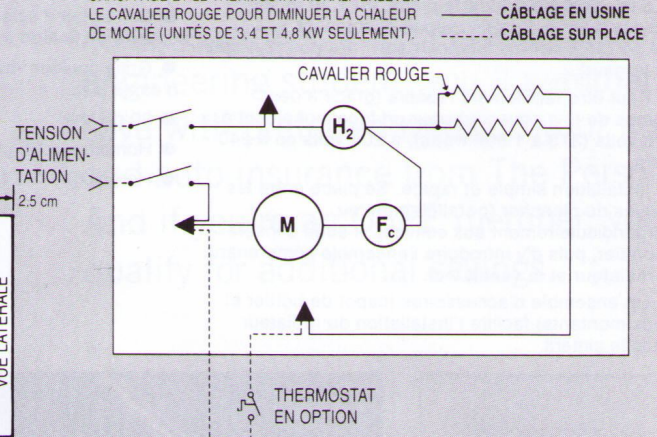 LE CAVALIER ROUGE POUR DIMINUER LA CHALEUR
DE MOITIÉ (UNITÉS DE 3,4 ET 4,8 KW SEULEMENT).
CÂBLAGE EN USINE
CÂBLAGE SUR PLACE
CAVALIER ROUGE
H2
TENSION
D'ALIMEN-
TATION
2.5 cm
M
Fc
VUE LATÉRALE
THERMOSTAT
EN OPTION